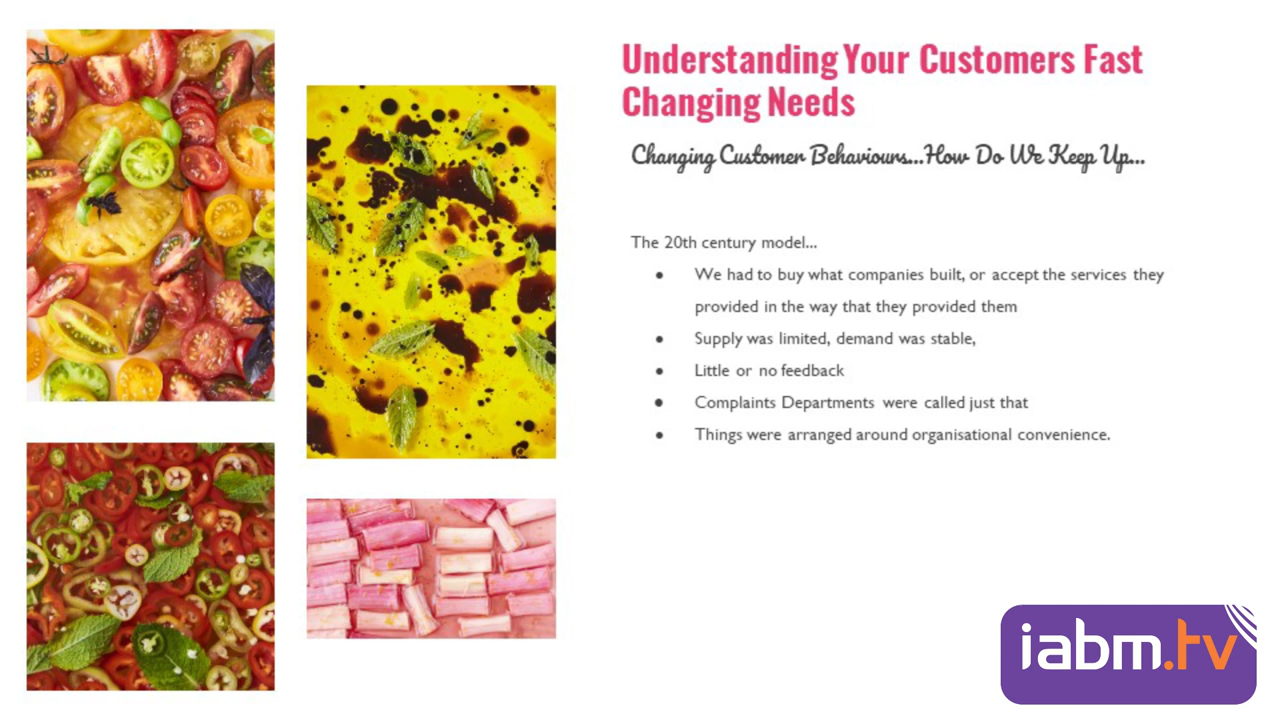 Understanding Your Customers Fast
Changing Needs
Changing Customer Behaviours...How Do We Keep Up...
The 20th century model...
● We had to buy what companies built, or accept the services they
provided in the way that they provided them
● Supply was limited, demand was stable,
● Little or no feedback
● Complaints Departments were called just that
● Things were arranged around organisational convenience.
iabm.tv